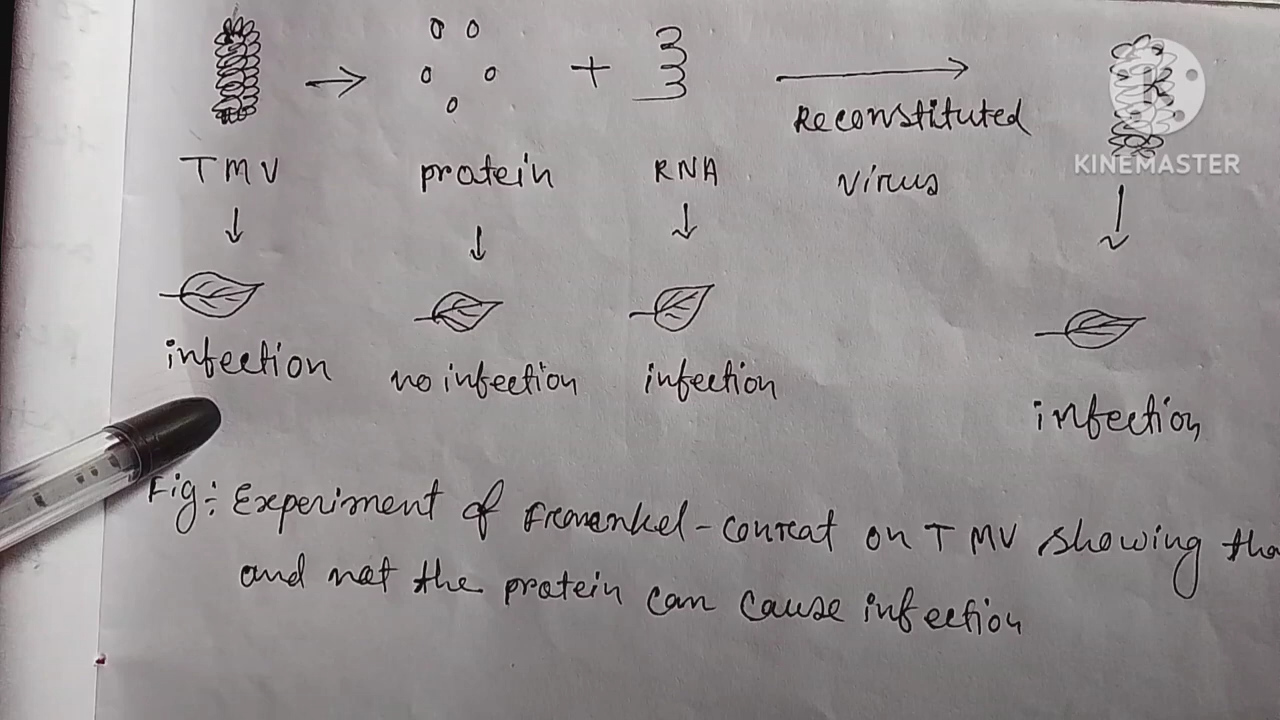 TMV protein + RNA Reconstituted
virus
K
KINEMASTER
infection no infection infection infection
Fig: Experiment of Fraenkel-Conrat on TMV showing tha
and not the protein can cause infection